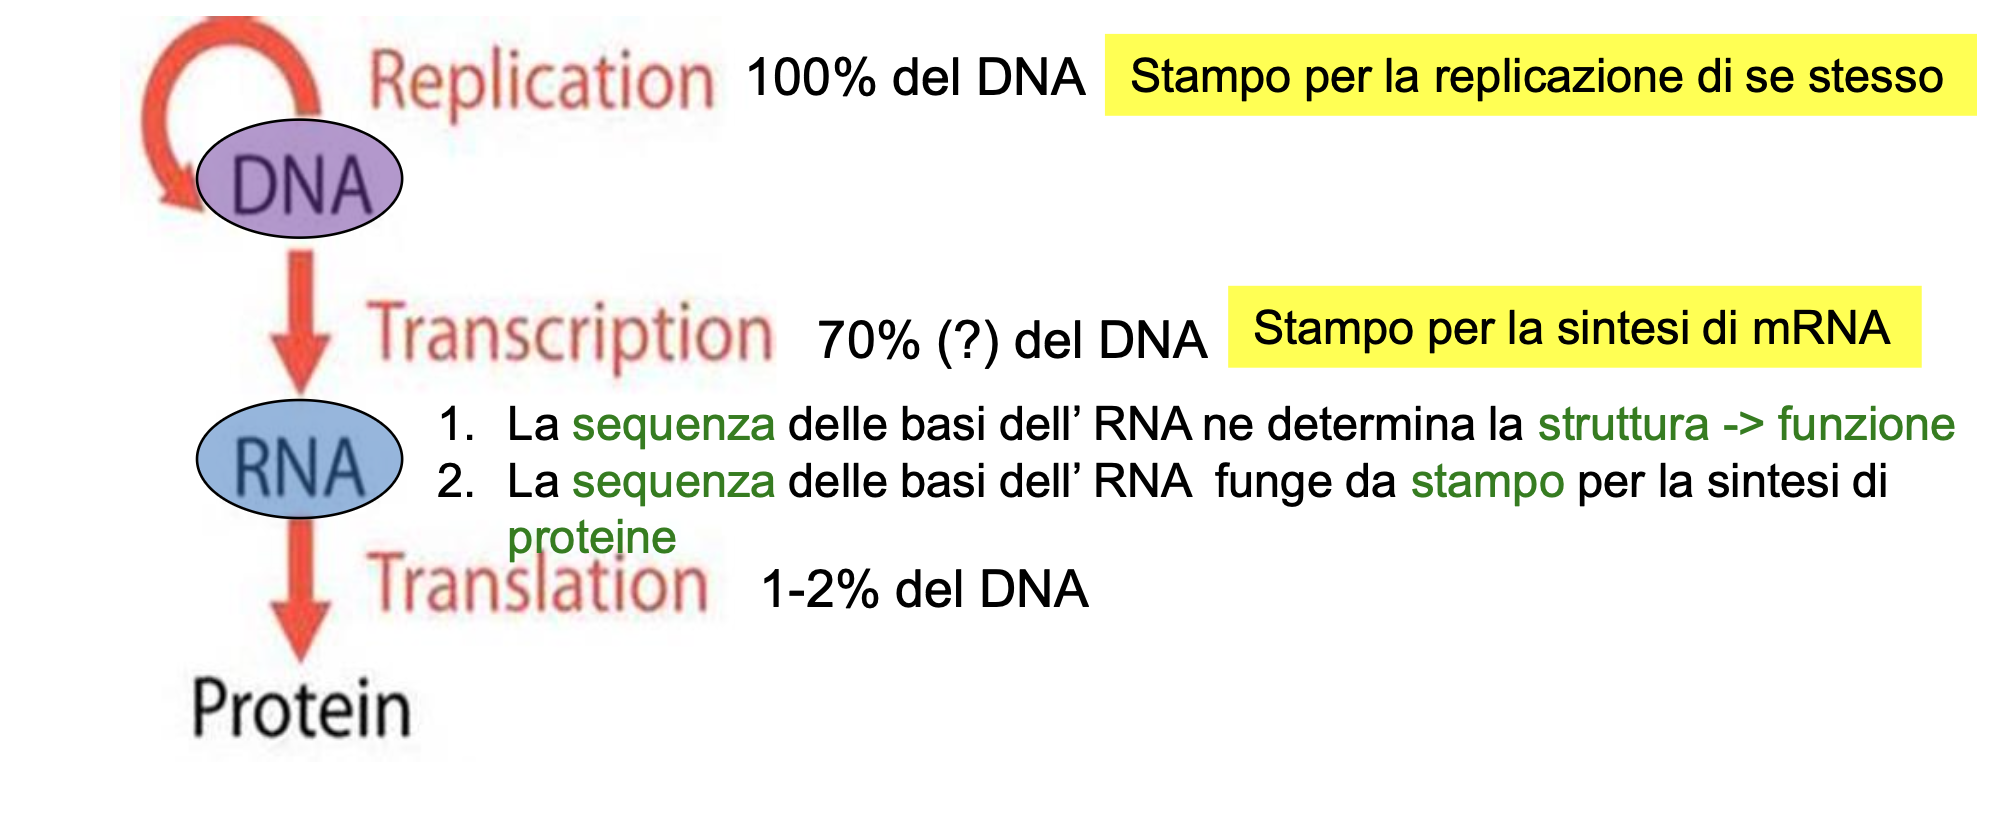 Replication 100% del DNA Stampo per la replicazione di se stesso
DNA
Transcription 70% (?) del DNA Stampo per la sintesi di mRNA
RNA
1. La sequenza delle basi dell’ RNA ne determina la struttura -> funzione
2. La sequenza delle basi dell’ RNA funge da stampo per la sintesi di
proteine
Translation 1-2% del DNA
Protein